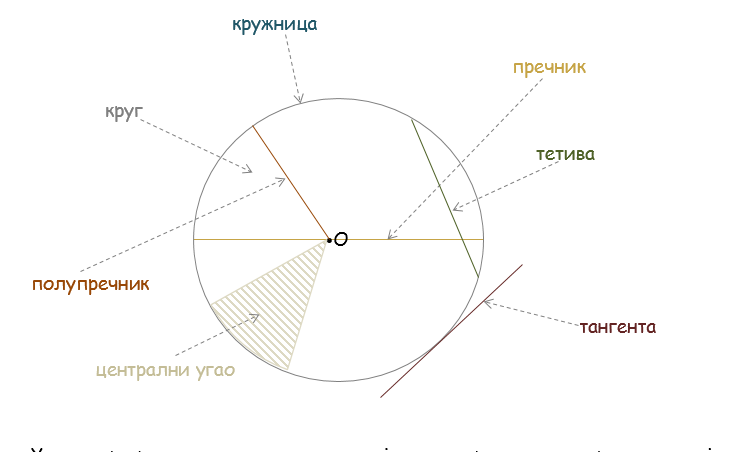 кружница
пречник
круг
тетива
O
полупречник
тангента
централни угао